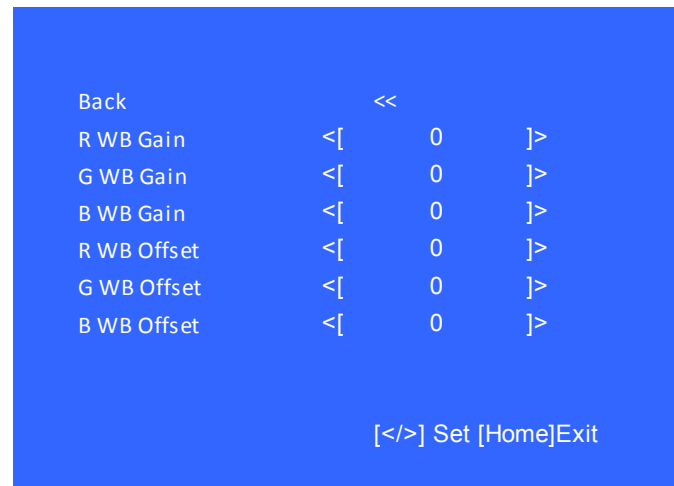 Back <<
R WB Gain <[ 0 ]>
G WB Gain <[ 0 ]>
B WB Gain <[ 0 ]>
R WB Offset <[ 0 ]>
G WB Offset <[ 0 ]>
B WB Offset <[ 0 ]>
[</>] Set [Home]Exit